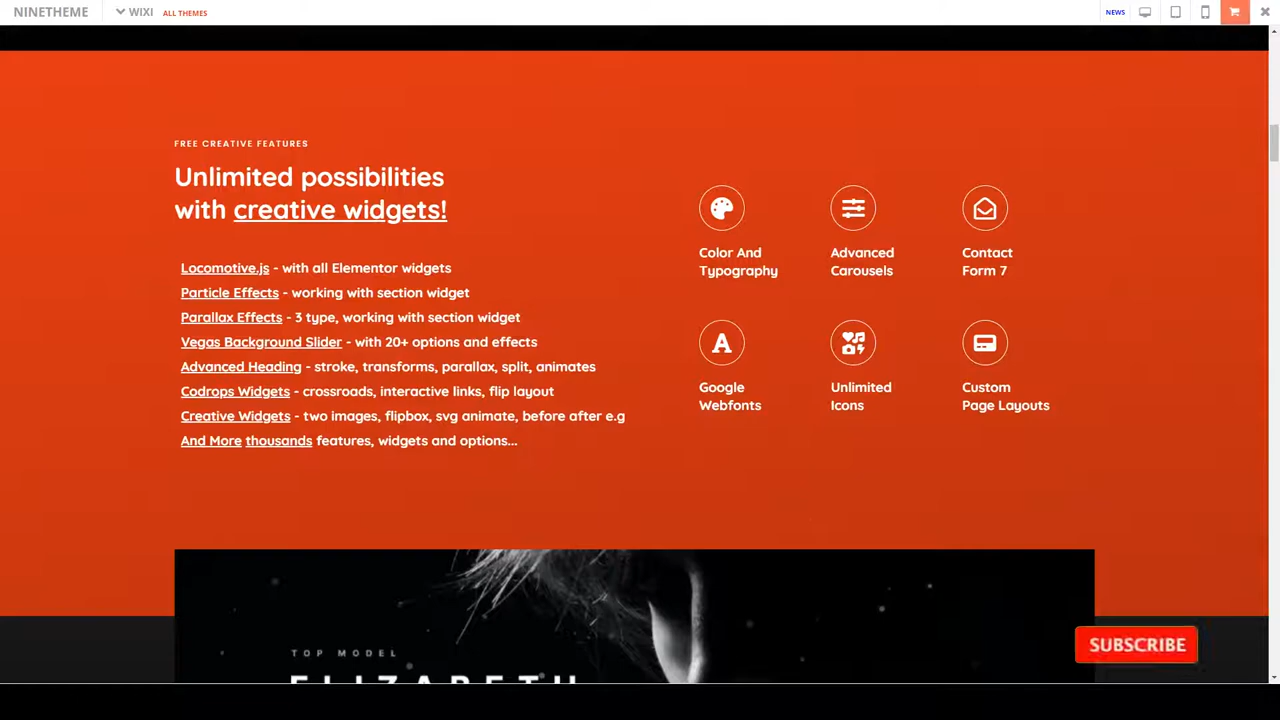 NINETHEME WIXI ALL THEMES NEWS
FREE CREATIVE FEATURES
Unlimited possibilities
with creative widgets!
Locomotive.js - with all Elementor widgets
Particle Effects - working with section widget
Parallax Effects - 3 type, working with section widget
Vegas Background Slider - with 20+ options and effects
Advanced Heading - stroke, transforms, parallax, split, animates
Codrops Widgets - crossroads, interactive links, flip layout
Creative Widgets - two images, flipbox, svg animate, before after e.g
And More thousands features, widgets and options...
Color And
Typography
Advanced
Carousels
Contact
Form 7
Google
Webfonts
Unlimited
Icons
Custom
Page Layouts
TOP MODEL
ELIZABETH
SUBSCRIBE